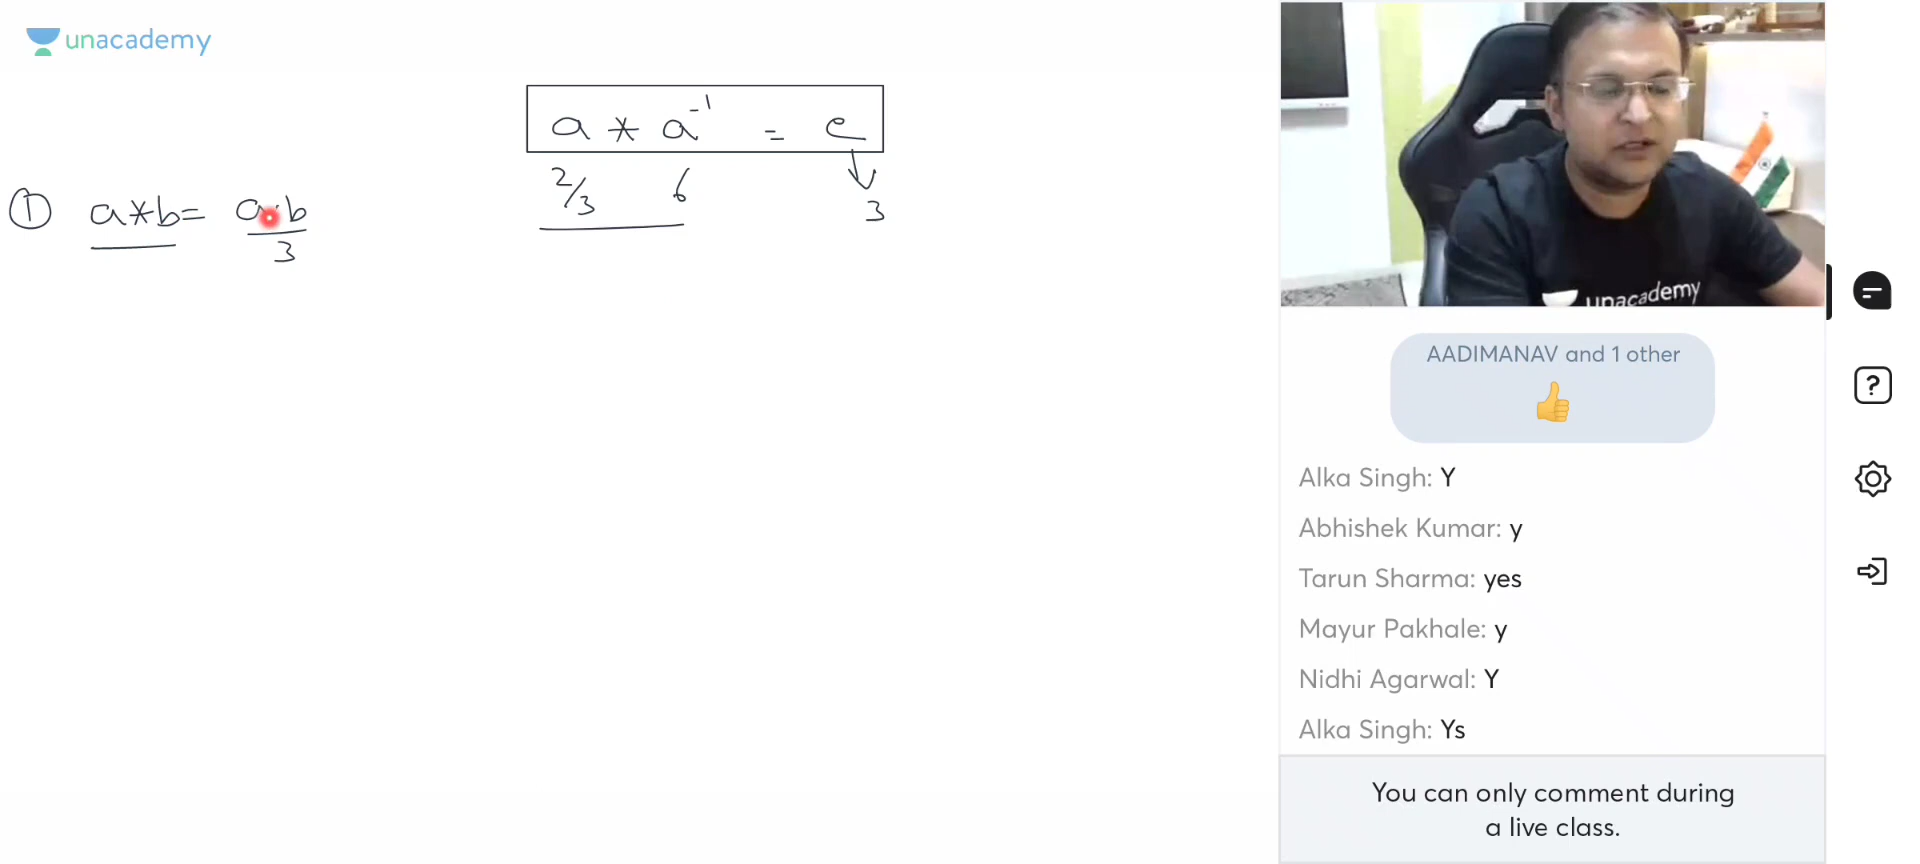 unacademy
a * a⁻¹ = e
2/3 6 3
① a*b = a·b/3
unacademy
AADIMANAV and 1 other
Alka Singh: Y
Abhishek Kumar: y
Tarun Sharma: yes
Mayur Pakhale: y
Nidhi Agarwal: Y
Alka Singh: Ys
You can only comment during
a live class.
?